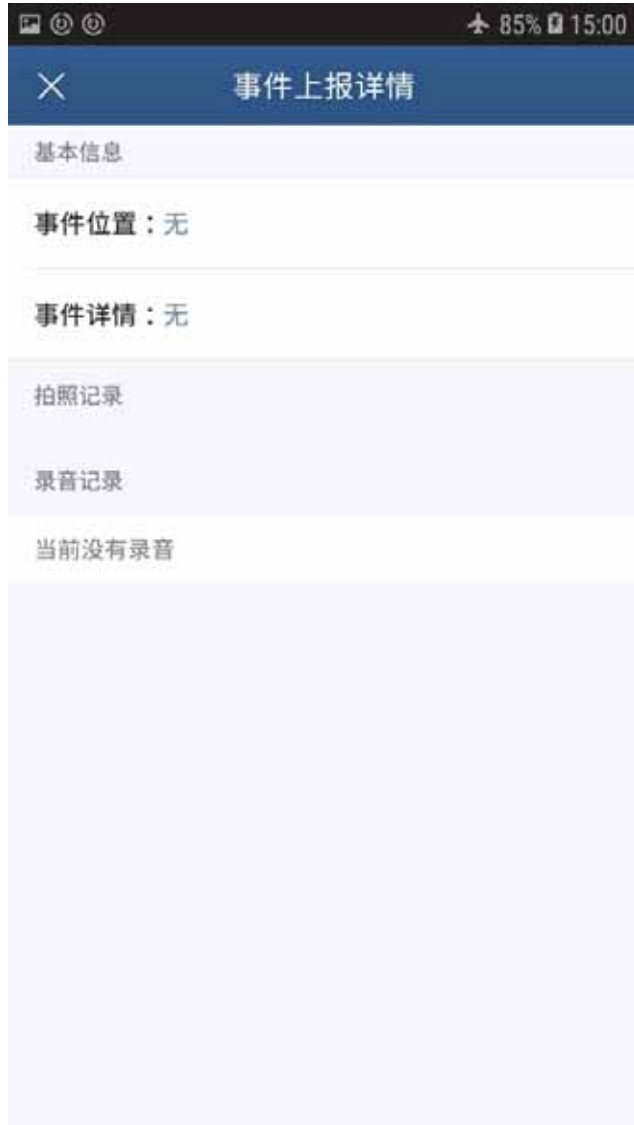 85% 15:00
事件上报详情
基本信息
事件位置：无
事件详情：无
拍照记录
录音记录
当前没有录音